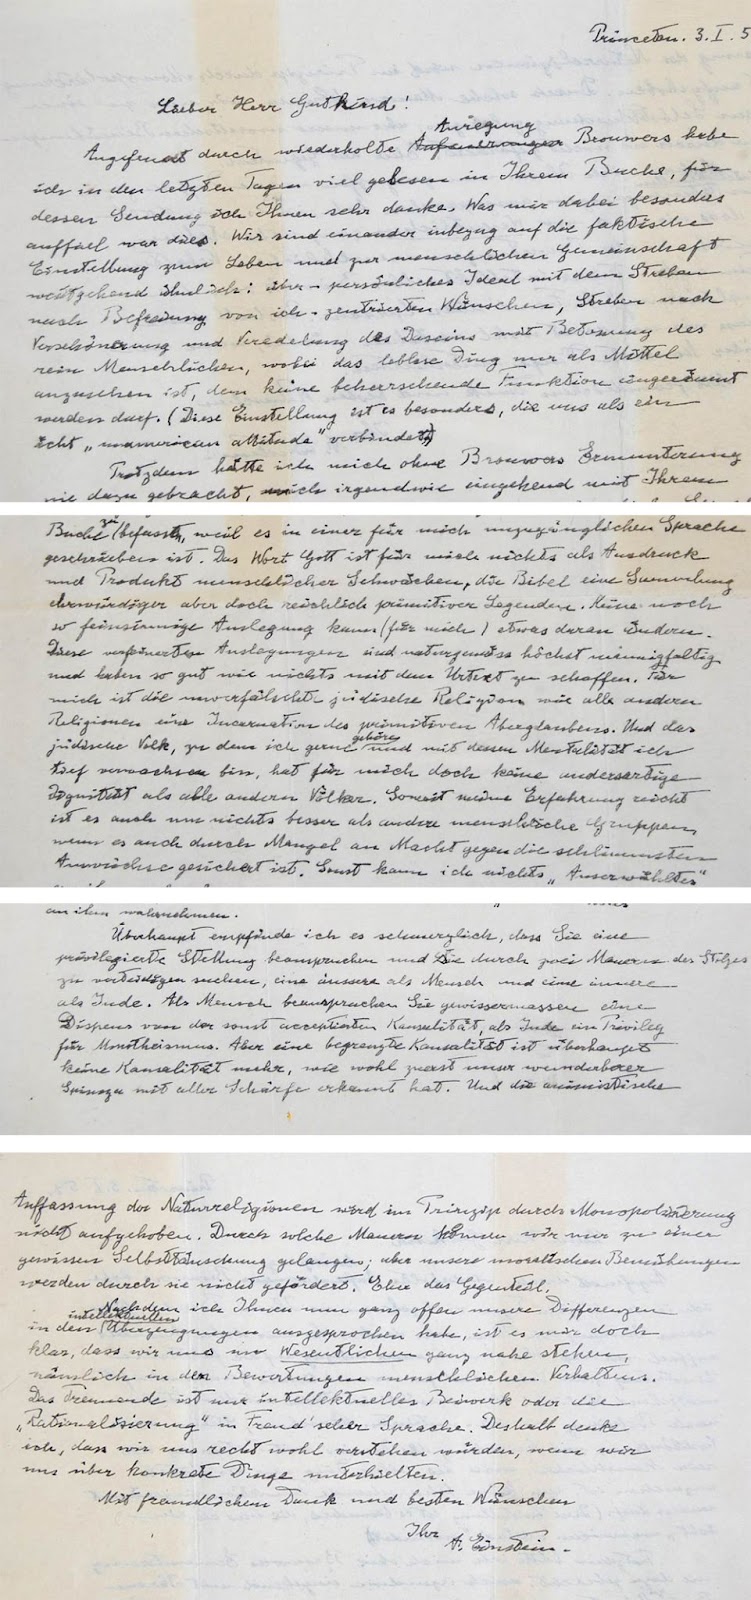 Princeton. 3. I. 5
Lieber Herr Gutkind!
Anregung
Angefeuert durch wiederholte Brouwers habe
ich in den letzten Tagen viel gelesen in Ihrem Buche, für
dessen Sendung ich Ihnen sehr danke. Was mir dabei besonders
auffiel war dies. Wir sind einander inbezug auf die faktische
Einstellung zum Leben und zur menschlichen Gemeinschaft
weitgehend ähnlich: über-persönliches Ideal mit dem Streben
nach Befreiung von ich-zentrierten Wünschen, Streben nach
Verschönerung und Veredelung des Daseins mit Betonung des
rein Menschlichen, wobei das leblose Ding nur als Mittel
anzusehen ist, dem keine beherrschende Funktion eingeräumt
werden darf. (Diese Einstellung ist es besonders, die uns als ein
echt „unamerican attitude" verbindet.)
Trotzdem hätte ich mich ohne Brouwers Ermunterung
nie dazu gebracht, mich irgendwie eingehend mit Ihrem
Buche zu befassen, weil es in einer für mich unzugänglichen Sprache
geschrieben ist. Das Wort Gott ist für mich nichts als Ausdruck
und Produkt menschlicher Schwächen, die Bibel eine Sammlung
ehrwürdiger aber doch reichlich primitiver Legenden. Keine noch
so feinsinnige Auslegung kann (für mich) etwas daran ändern.
Diese verfeinerten Auslegungen sind naturgemäss höchst mannigfaltig
und haben so gut wie nichts mit dem Urtext zu schaffen. Für
mich ist die unverfälschte jüdische Religion wie alle anderen
Religionen eine Incarnation des primitiven Aberglaubens. Und das
jüdische Volk, zu dem ich gerne gehöre und mit dessen Mentalität ich
tief verwachsen bin, hat für mich doch keine andersartige
Dignität als alle anderen Völker. Soweit meine Erfahrung reicht
ist es auch um nichts besser als andere menschliche Gruppen,
wenn es auch durch Mangel an Macht gegen die schlimmsten
Auswüchse gesichert ist. Sonst kann ich nichts „Auserwähltes"
an ihm wahrnehmen.
Überhaupt empfinde ich es schmerzlich, dass Sie eine
privilegierte Stellung beanspruchen und sie durch zwei Mauern des Stolzes
zu verteidigen suchen, eine äussere als Mensch und eine innere
als Jude. Als Mensch beanspruchen Sie gewissermassen eine
Dispens von der sonst acceptierten Kausalität, als Jude ein Privileg
für Monotheismus. Aber eine begrenzte Kausalität ist überhaupt
keine Kausalität mehr, wie wohl zuerst unser wunderbarer
Spinoza mit aller Schärfe erkannt hat. Und die animistische
Auffassung der Naturreligionen wird im Prinzip durch Monopolisierung
nicht aufgehoben. Durch solche Mauern können wir nur zu einer
gewissen Selbsttäuschung gelangen; aber unsere moralischen Bemühungen
werden durch sie nicht gefördert. Eher das Gegenteil.
Nachdem ich Ihnen nun ganz offen unsere Differenzen
in den intellektuellen Überzeugungen ausgesprochen habe, ist es mir doch
klar, dass wir uns im Wesentlichen ganz nahe stehen,
nämlich in den Bewertungen menschlichen Verhaltens.
Das Trennende ist nur intellektuelles Beiwerk oder die
„Rationalisierung" in Freud'scher Sprache. Deshalb denke
ich, dass wir uns recht wohl verstehen würden, wenn wir
uns über konkrete Dinge unterhielten.
Mit freundlichem Dank und besten Wünschen
Ihr
A. Einstein.